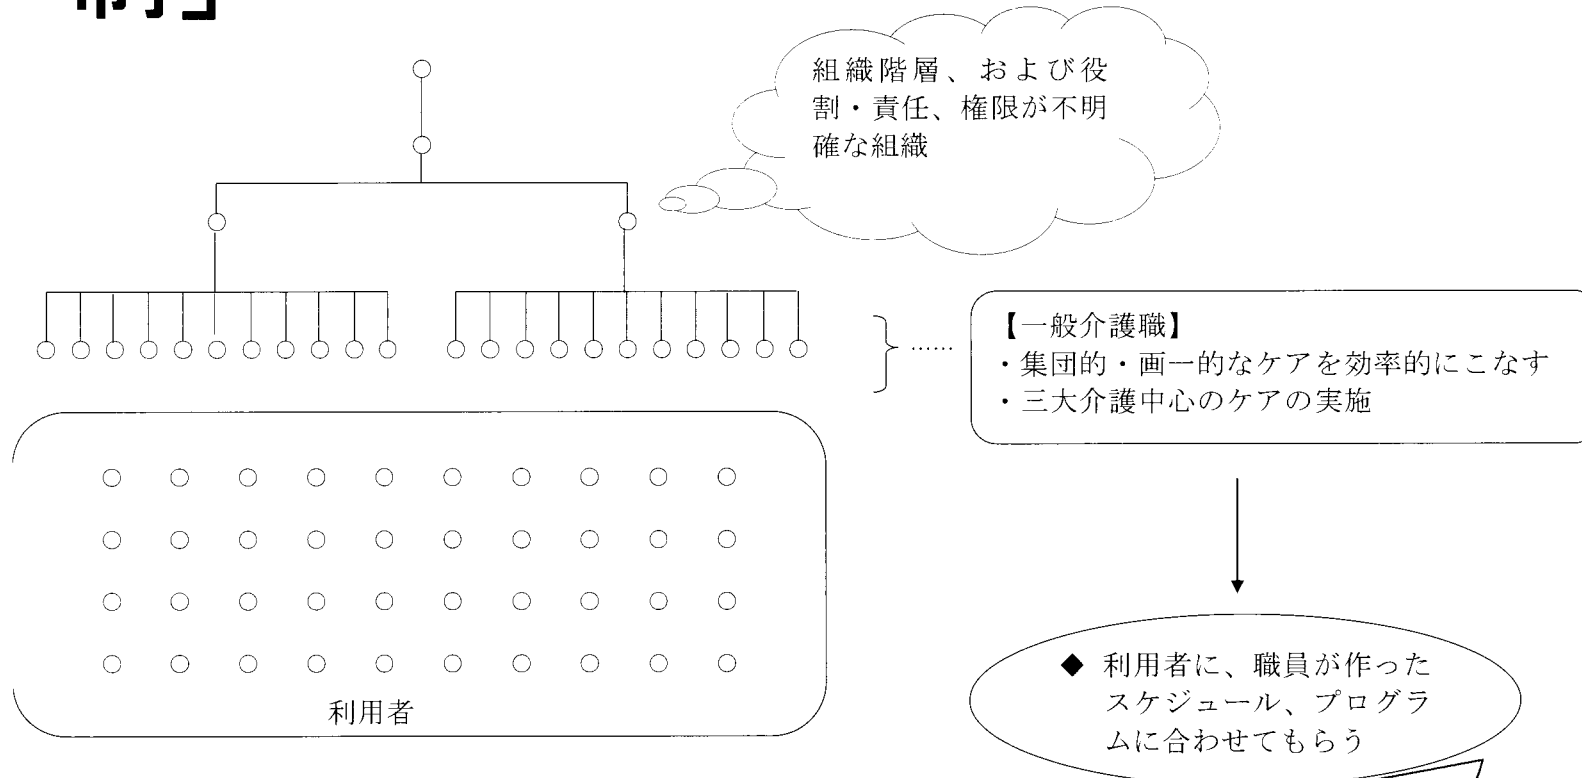 組織階層、および役
割・責任、権限が不明
確な組織
【一般介護職】
・集団的・画一的なケアを効率的にこなす
・三大介護中心のケアの実施
利用者
◆ 利用者に、職員が作った
スケジュール、プログラ
ムに合わせてもらう